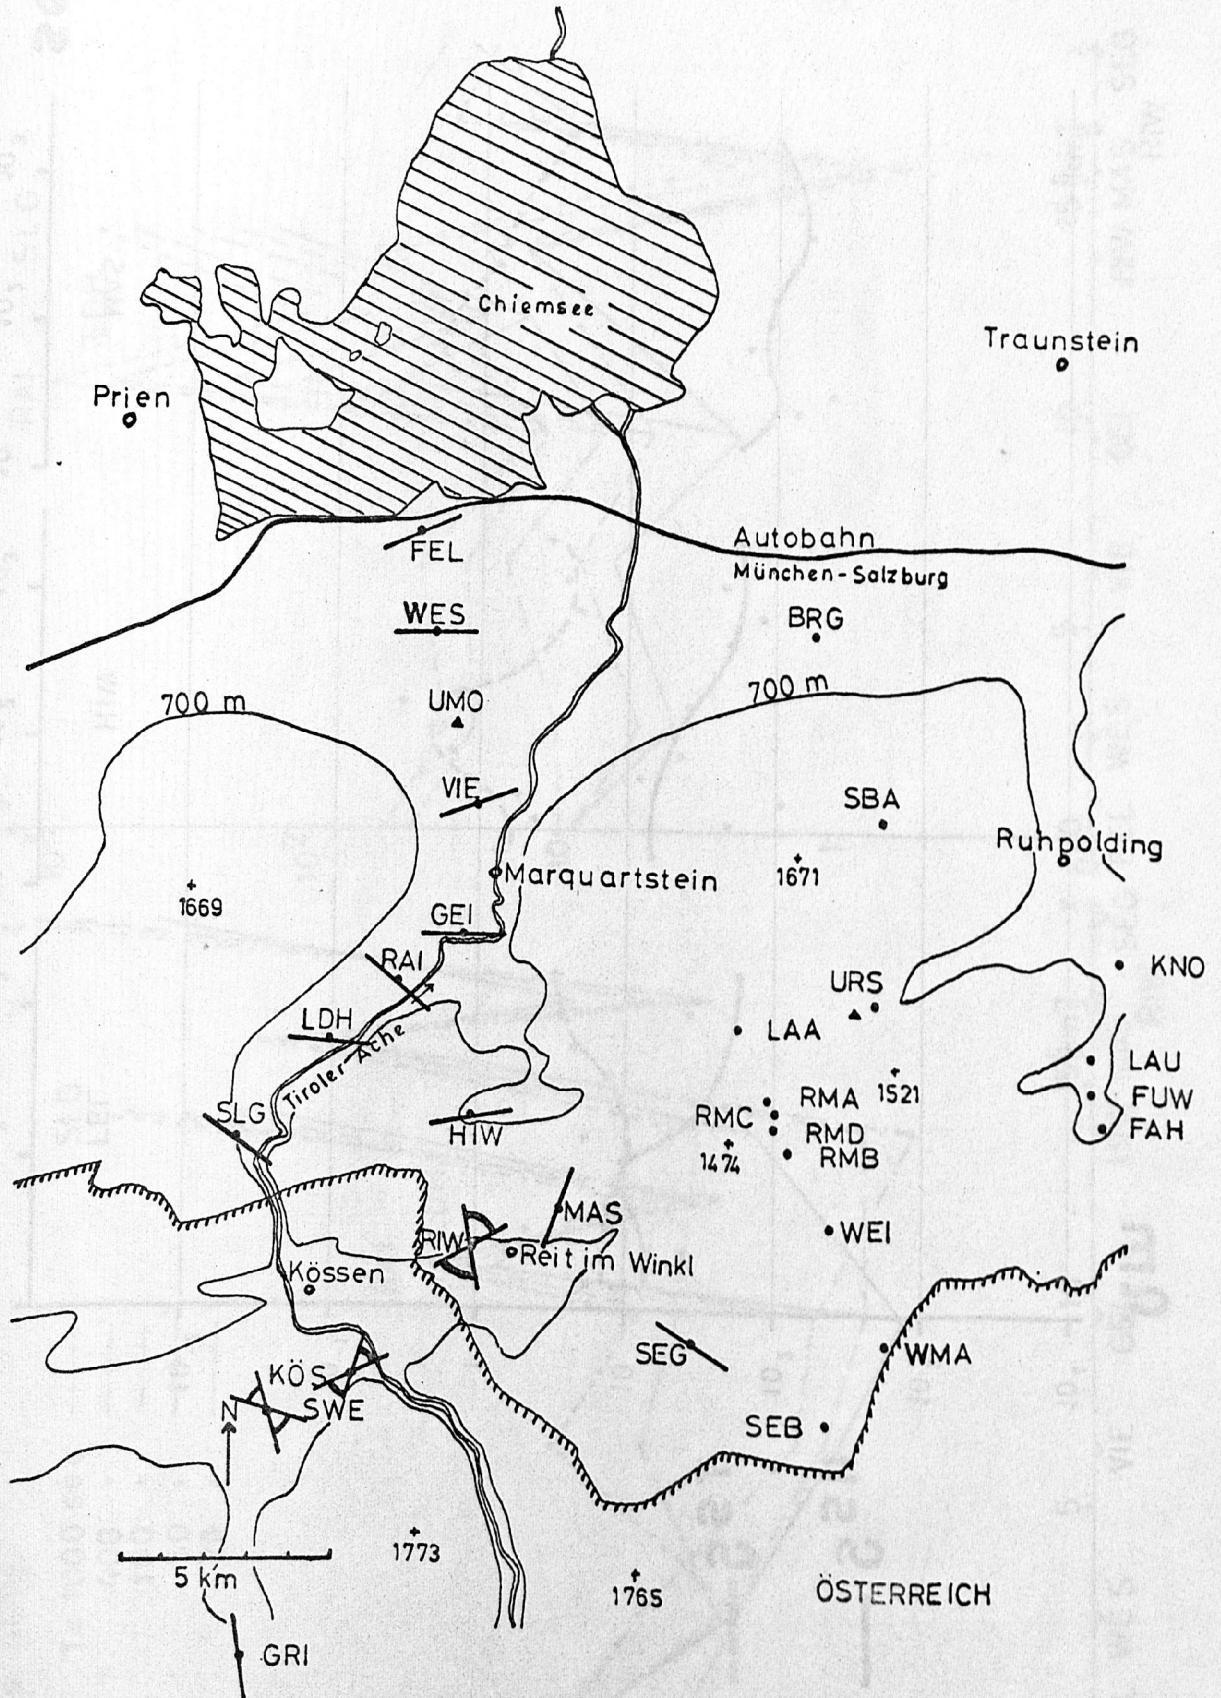 Chiemsee
Traunstein
Prien
FEL
Autobahn
München-Salzburg
WES
BRG
700 m
700 m
UMO
VIE
SBA
Ruhpolding
Marquartstein
1671
1669
GEI
RAI
KNO
URS
LDH
LAA
Tiroler Ache
LAU
1521
RMA
FUW
SLG
RMC
HIW
RMD
FAH
1474
RMB
MAS
WEI
RIW
Reit im Winkl
Kössen
SEG
WMA
KÖS
N
SWE
SEB
1773
5 km
1765
ÖSTERREICH
GRI